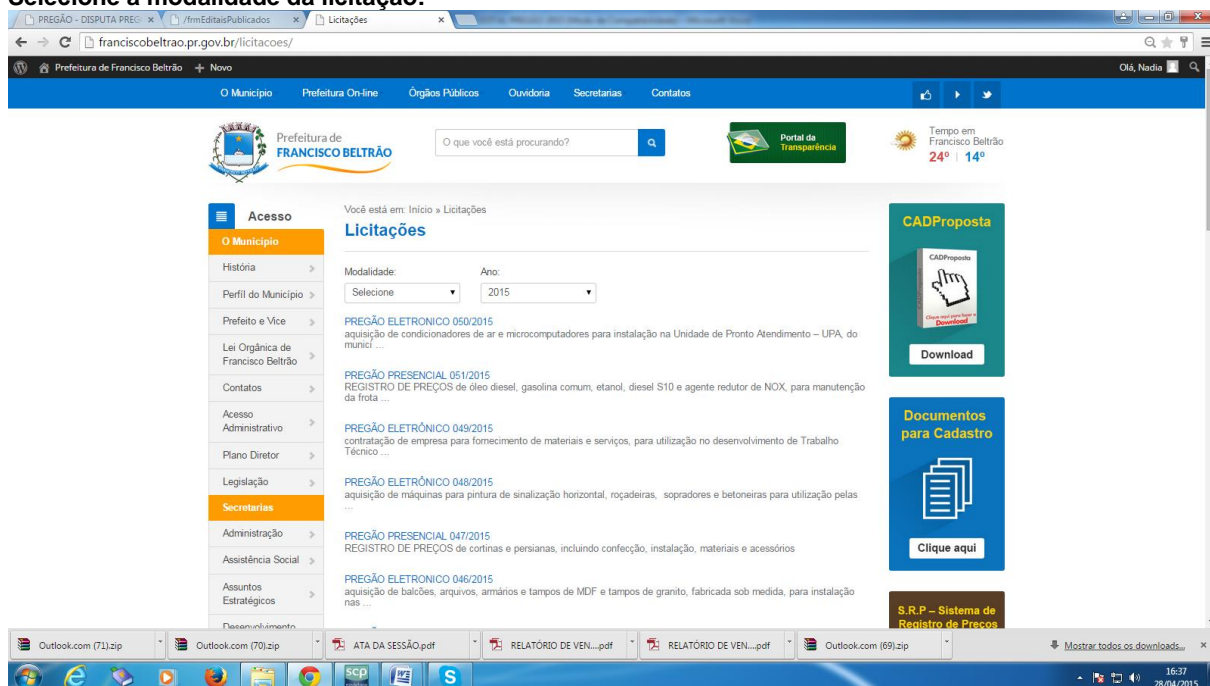 Selecione a modalidade da licitação:
PREGÃO - DISPUTA PREG
/frmEditaisPublicados
Licitações
franciscobeltrao.pr.gov.br/licitacoes/
Prefeitura de Francisco Beltrão
Novo
Olá, Nadia
O Município Prefeitura On-line Órgãos Públicos Ouvidoria Secretarias Contatos
Prefeitura de
FRANCISCO BELTRÃO
O que você está procurando?
Portal da
Transparência
Tempo em
Francisco Beltrão
24º | 14º
Acesso
O Município
História
Perfil do Município
Prefeito e Vice
Lei Orgânica de
Francisco Beltrão
Contatos
Acesso
Administrativo
Plano Diretor
Legislação
Secretarias
Administração
Assistência Social
Assuntos
Estratégicos
Desenvolvimento
Você está em: Início » Licitações
Licitações
Modalidade: Ano:
Selecione 2015
PREGÃO ELETRONICO 050/2015
aquisição de condicionadores de ar e microcomputadores para instalação na Unidade de Pronto Atendimento – UPA, do
municí ...
PREGÃO PRESENCIAL 051/2015
REGISTRO DE PREÇOS de óleo diesel, gasolina comum, etanol, diesel S10 e agente redutor de NOX, para manutenção
da frota ...
PREGÃO ELETRÔNICO 049/2015
contratação de empresa para fornecimento de materiais e serviços, para utilização no desenvolvimento de Trabalho
Técnico ...
PREGÃO ELETRÔNICO 048/2015
aquisição de máquinas para pintura de sinalização horizontal, roçadeiras, sopradores e betoneiras para utilização pelas
...
PREGÃO PRESENCIAL 047/2015
REGISTRO DE PREÇOS de cortinas e persianas, incluindo confecção, instalação, materiais e acessórios
PREGÃO ELETRONICO 046/2015
aquisição de balcões, arquivos, armários e tampos de MDF e tampos de granito, fabricada sob medida, para instalação
nas ...
CADProposta
CADProposta
Download
Download
Documentos
para Cadastro
Clique aqui
S.R.P – Sistema de
Registro de Preços
Outlook.com (71).zip
Outlook.com (70).zip
ATA DA SESSÃO.pdf
RELATÓRIO DE VEN....pdf
RELATÓRIO DE VEN....pdf
Outlook.com (69).zip
Mostrar todos os downloads...
scp
16:37
28/04/2015